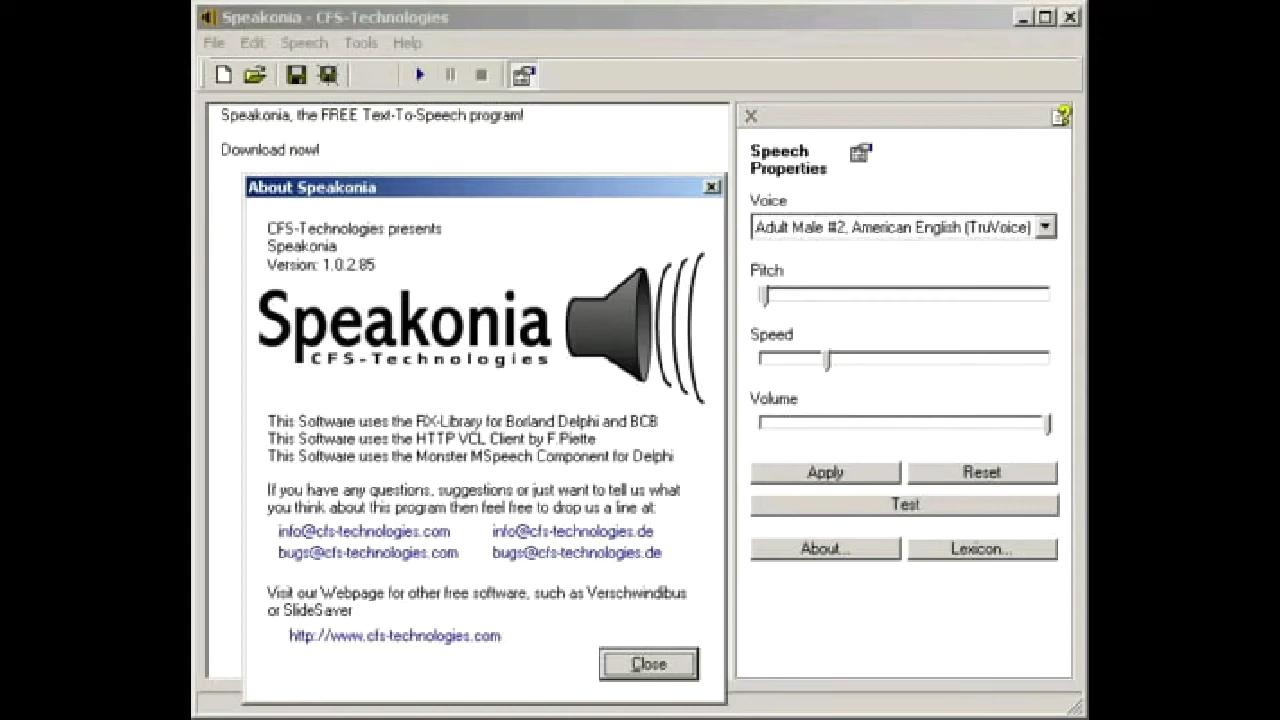 Speakonia - CFS-Technologies
File Edit Speech Tools Help
Speakonia, the FREE Text-To-Speech program!
Download now!
About Speakonia
CFS-Technologies presents
Speakonia
Version: 1.0.2.85
Speakonia
CFS-Technologies
This Software uses the RX-Library for Borland Delphi and BCB
This Software uses the HTTP VCL Client by F.Piette
This Software uses the Monster MSpeech Component for Delphi
If you have any questions, suggestions or just want to tell us what
you think about this program then feel free to drop us a line at:
info@cfs-technologies.com info@cfs-technologies.de
bugs@cfs-technologies.com bugs@cfs-technologies.de
Visit our Webpage for other free software, such as Verschwindibus
or SlideSaver
http://www.cfs-technologies.com
Close
Speech
Properties
Voice
Adult Male #2, American English (TruVoice)
Pitch
Speed
Volume
Apply Reset
Test
About... Lexicon...